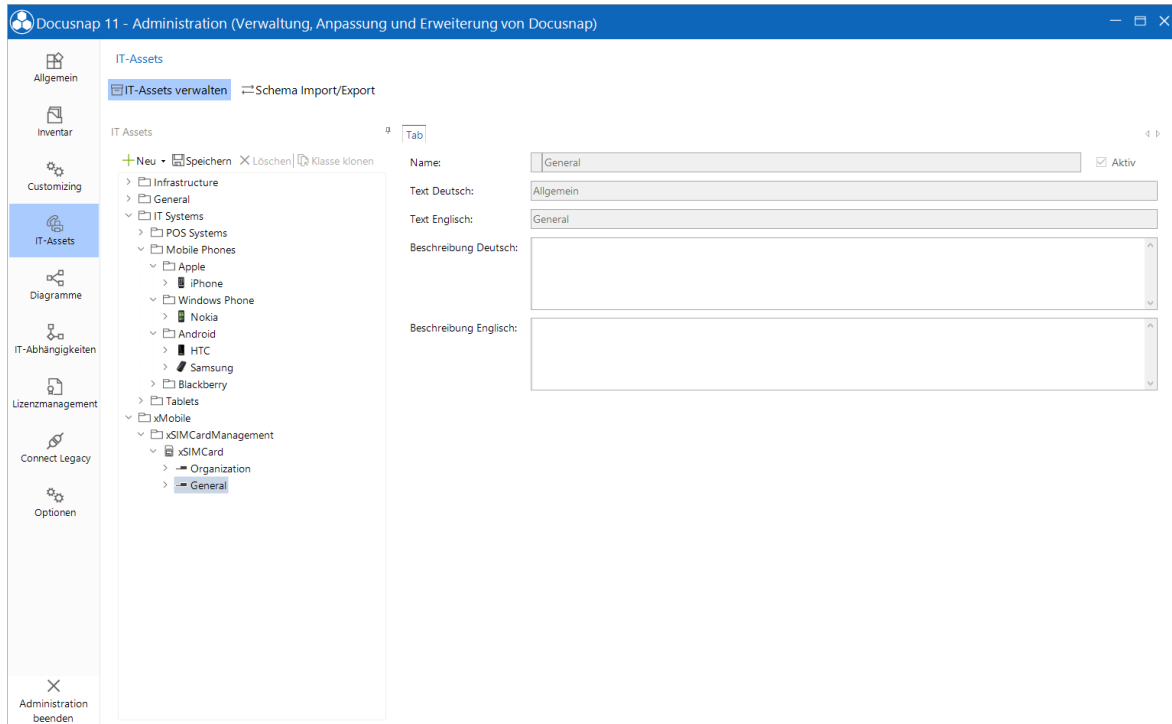 Docusnap 11 - Administration (Verwaltung, Anpassung und Erweiterung von Docusnap)
Allgemein
Inventar
Customizing
IT-Assets
Diagramme
IT-Abhängigkeiten
Lizenzmanagement
Connect Legacy
Optionen
Administration
beenden
IT-Assets
IT-Assets verwalten Schema Import/Export
IT Assets
Neu Speichern Löschen Klasse klonen
Infrastructure
General
IT Systems
POS Systems
Mobile Phones
Apple
iPhone
Windows Phone
Nokia
Android
HTC
Samsung
Blackberry
Tablets
xMobile
xSIMCardManagement
xSIMCard
Organization
General
Tab
Name: General Aktiv
Text Deutsch: Allgemein
Text Englisch: General
Beschreibung Deutsch:
Beschreibung Englisch: